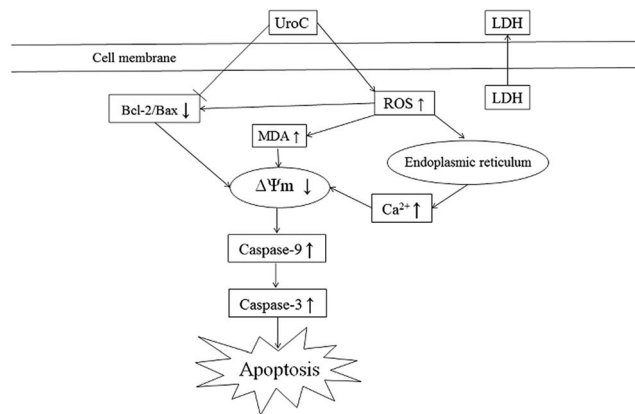 UroC
LDH
Cell membrane
LDH
Bcl-2/Bax ↓
ROS ↑
MDA ↑
Endoplasmic reticulum
ΔΨm ↓
Ca²⁺ ↑
Caspase-9 ↑
Caspase-3 ↑
Apoptosis